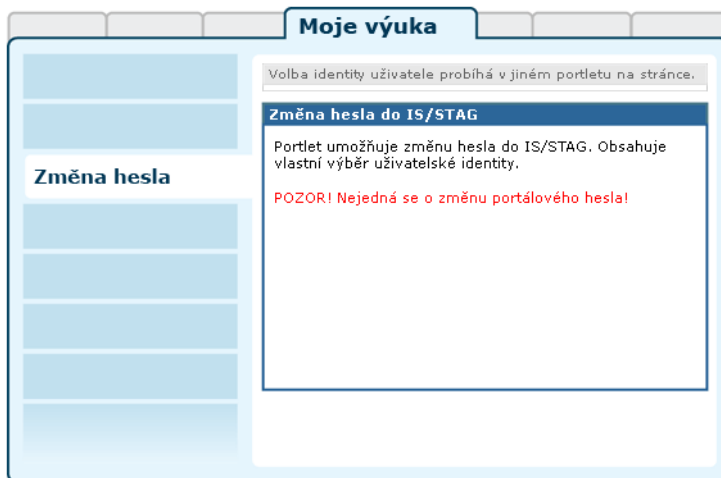 Moje výuka
Volba identity uživatele probíhá v jiném portletu na stránce.
Změna hesla do IS/STAG
Portlet umožňuje změnu hesla do IS/STAG. Obsahuje
vlastní výběr uživatelské identity.
Změna hesla
POZOR! Nejedná se o změnu portálového hesla!